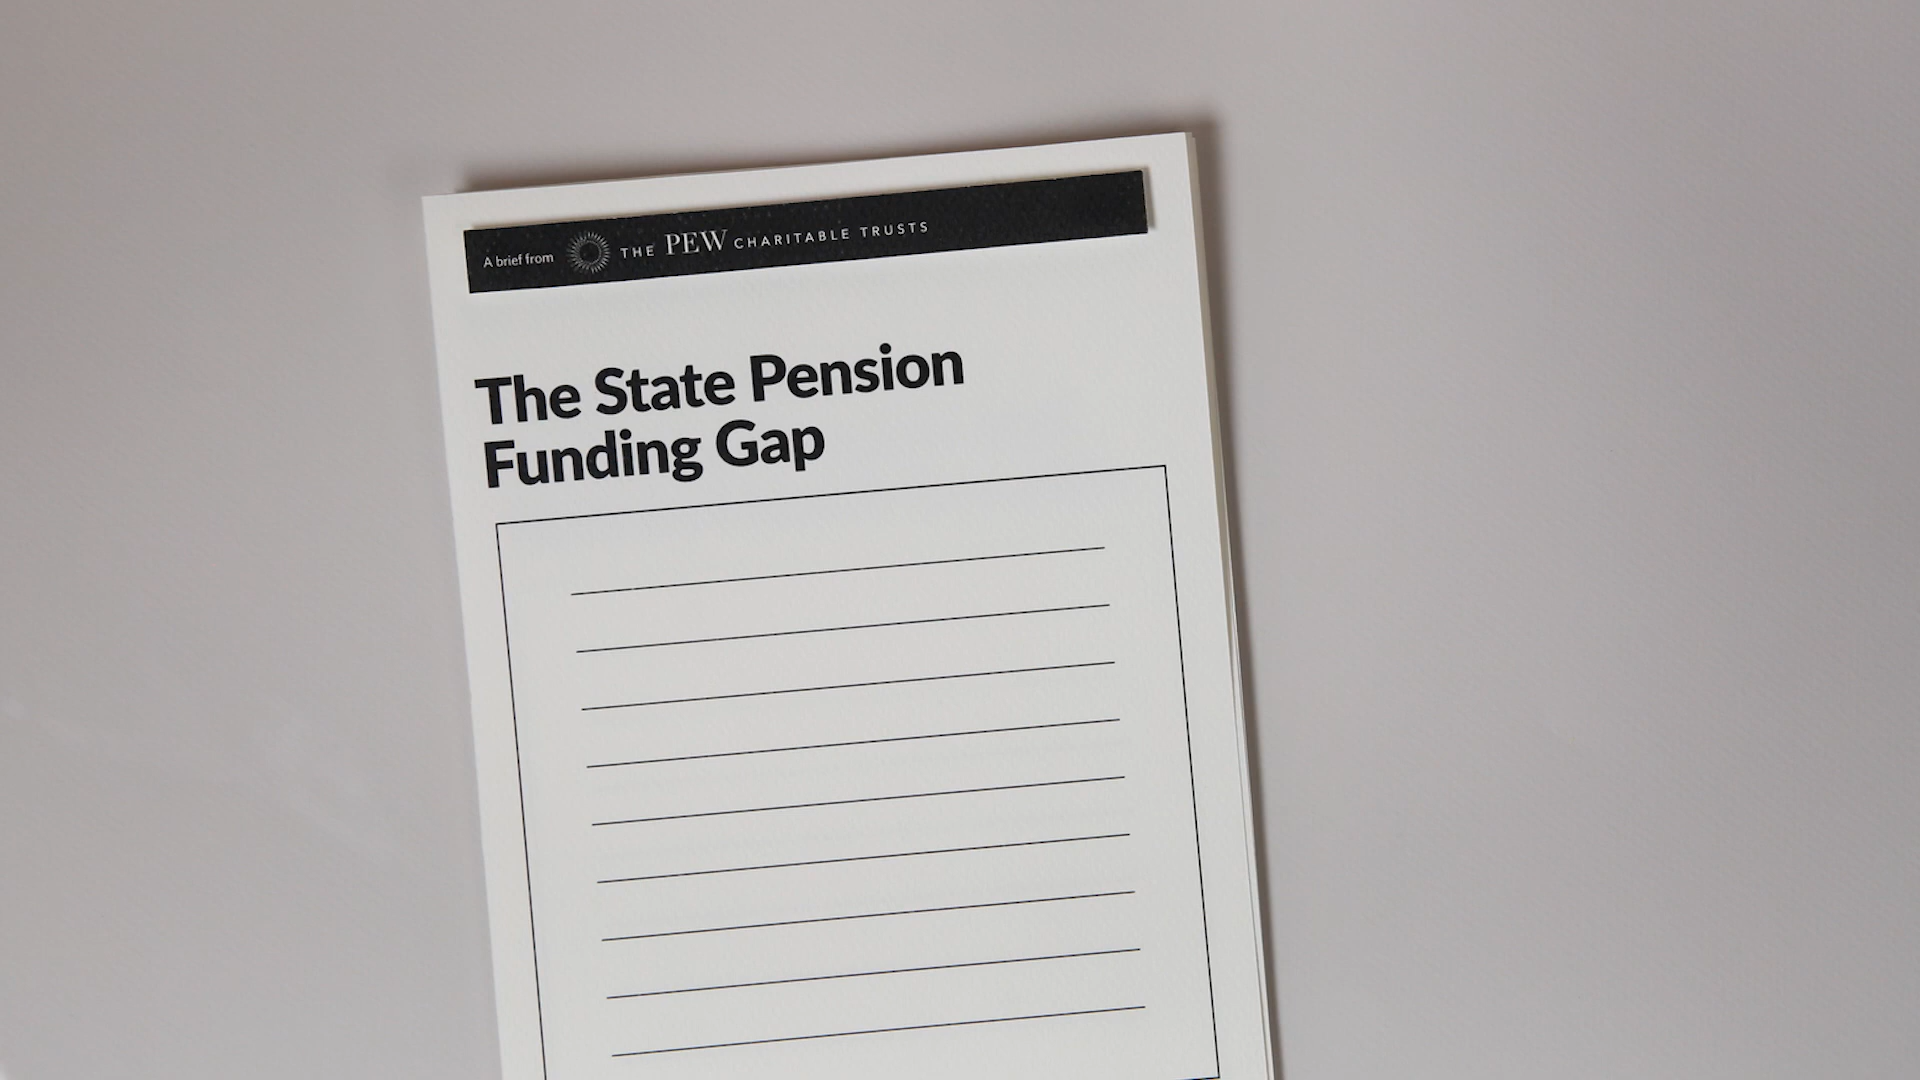 A brief from THE PEW CHARITABLE TRUSTS
The State Pension
Funding Gap